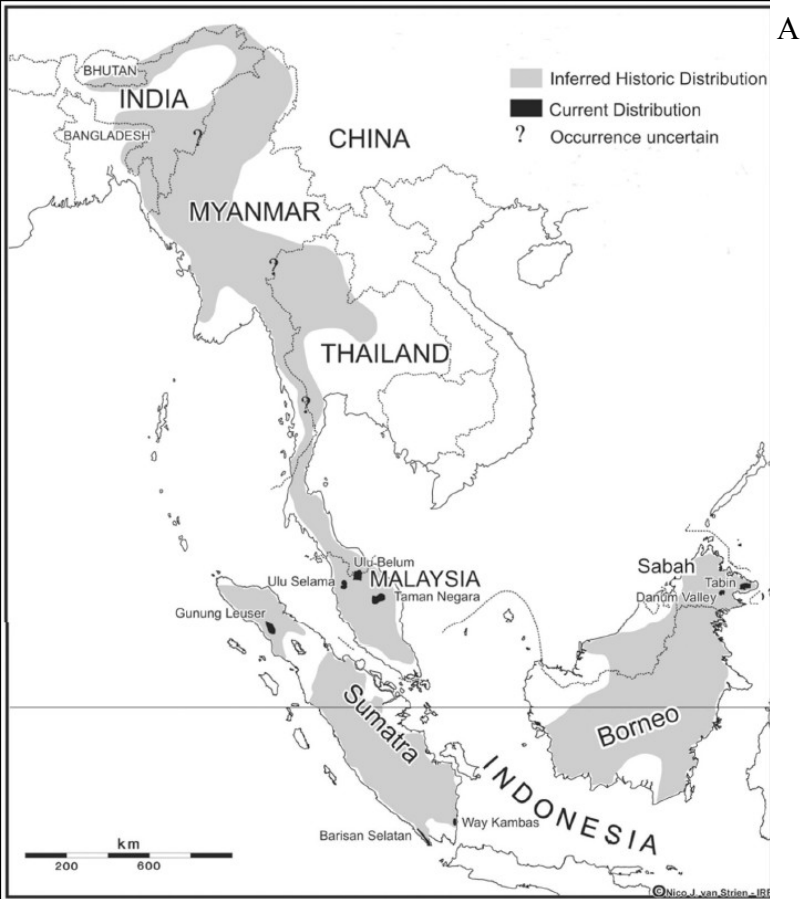 A
BHUTAN
INDIA
BANGLADESH
?
CHINA
Inferred Historic Distribution
Current Distribution
? Occurrence uncertain
MYANMAR
?
THAILAND
?
Ulu Belum
Ulu Selama
MALAYSIA
Taman Negara
Gunung Leuser
Sabah
Tabin
Danum Valley
Sumatra
Borneo
INDONESIA
Way Kambas
Barisan Selatan
km
200 600
©Nico J. van Strien - IRF